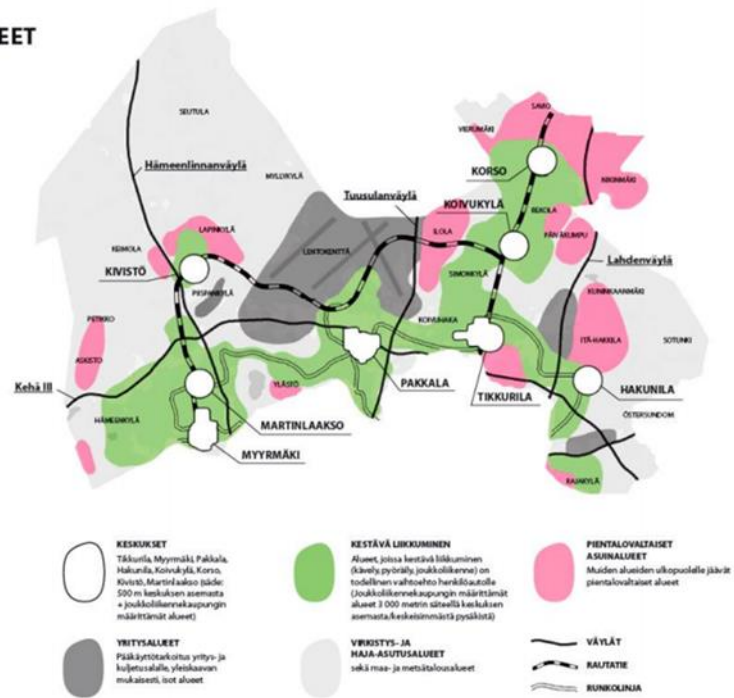 EET
SEUTULA
SAVIO
VIERUMÄKI
Hämeenlinnanväylä
MYLLYKYLÄ
KORSO
NIKINMÄKI
Tuusulanväylä
KOIVUKYLÄ
REKOLA
LAPINKYLÄ
ILOLA
KEIMOLA
LENTOKENTTÄ
Lahdenväylä
KIVISTÖ
SIMONKYLÄ
PIISPANKYLÄ
KUNINKAANMÄKI
PETIKKO
KOIVUHAKA
ITÄ-HAKKILA
SOTUNKI
ASKISTO
PAKKALA
Kehä III
YLÄSTÖ
TIKKURILA
HAKUNILA
HÄMEENKYLÄ
MARTINLAAKSO
ÖSTERSUNDOM
MYYRMÄKI
RAJAKYLÄ
KESKUKSET
Tikkurila, Myyrmäki, Pakkala,
Hakunila, Koivukylä, Korso,
Kivistö, Martinlaakso (säde:
500 m keskuksen asemasta
+ joukkoliikennekaupungin
määrittämät alueet)
KESTÄVÄ LIIKKUMINEN
Alueet, joissa kestävä liikkuminen
(kävely, pyöräily, joukkoliikenne) on
todellinen vaihtoehto henkilöautolle
(Joukkoliikennekaupungin määrittämät
alueet 3 000 metrin säteellä keskuksen
asemasta/keskeisimmästä pysäkistä)
PIENTALOVALTAISET
ASUINALUEET
Muiden alueiden ulkopuolelle jäävät
pientalovaltaiset alueet
YRITYSALUEET
Pääkäyttötarkoitus yritys- ja
kuljetusalalle, yleiskaavan
mukaisesti, isot alueet
VIRKISTYS- JA
HAJA-ASUTUSALUEET
sekä maa- ja metsätalousalueet
VÄYLÄT
RAUTATIE
RUNKOLINJA